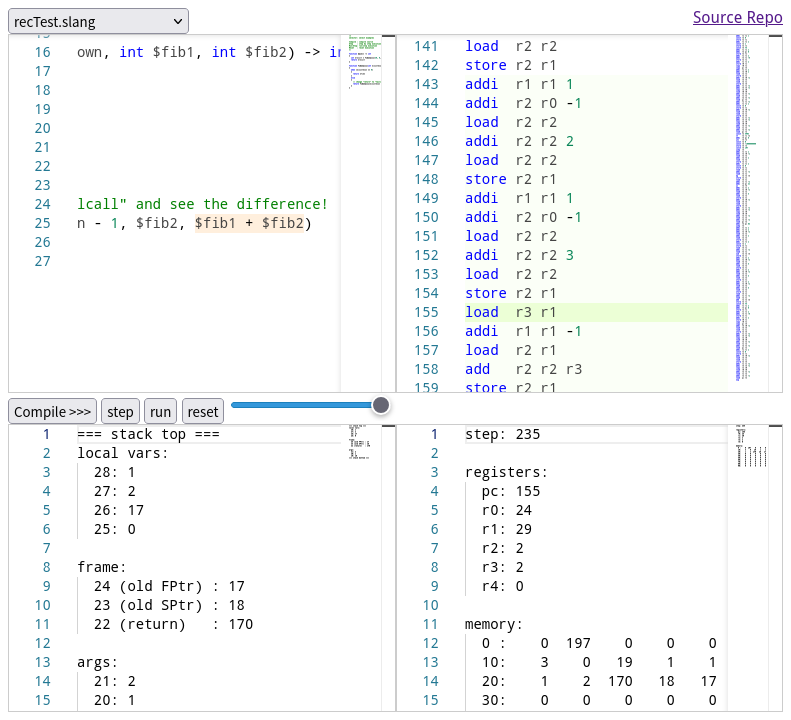 recTest.slang
Source Repo
16 own, int $fib1, int $fib2) -> in
17
18
19
20
21
22
23
24 lcall" and see the difference!
25 n - 1, $fib2, $fib1 + $fib2)
26
27
141 load r2 r2
142 store r2 r1
143 addi r1 r1 1
144 addi r2 r0 -1
145 load r2 r2
146 addi r2 r2 2
147 load r2 r2
148 store r2 r1
149 addi r1 r1 1
150 addi r2 r0 -1
151 load r2 r2
152 addi r2 r2 3
153 load r2 r2
154 store r2 r1
155 load r3 r1
156 addi r1 r1 -1
157 load r2 r1
158 add r2 r2 r3
159 store r2 r1
Compile >>> step run reset
1 === stack top ===
2 local vars:
3 28: 1
4 27: 2
5 26: 17
6 25: 0
7
8 frame:
9 24 (old FPtr) : 17
10 23 (old SPtr) : 18
11 22 (return) : 170
12
13 args:
14 21: 2
15 20: 1
1 step: 235
2
3 registers:
4 pc: 155
5 r0: 24
6 r1: 29
7 r2: 2
8 r3: 2
9 r4: 0
10
11 memory:
12 0 : 0 197 0 0 0
13 10: 3 0 19 1 1
14 20: 1 2 170 18 17
15 30: 0 0 0 0 0